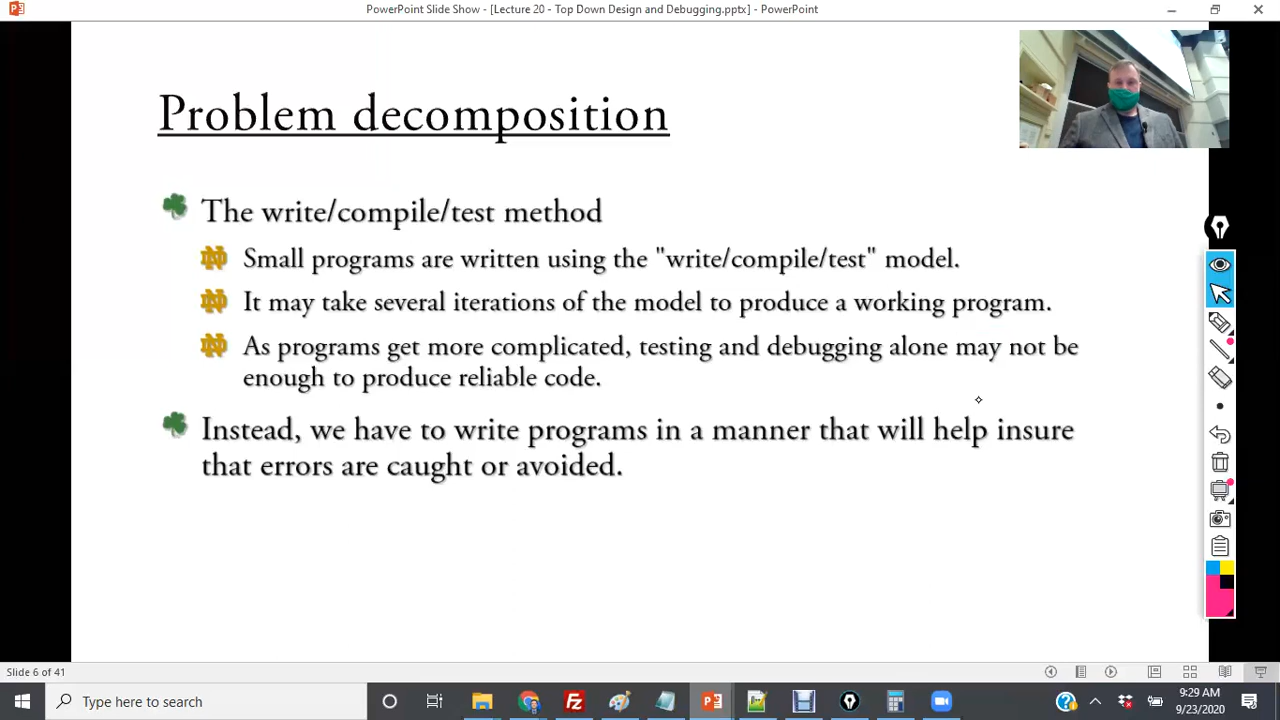 PowerPoint Slide Show - [Lecture 20 - Top Down Design and Debugging.pptx] - PowerPoint
Problem decomposition
The write/compile/test method
Small programs are written using the "write/compile/test" model.
It may take several iterations of the model to produce a working program.
As programs get more complicated, testing and debugging alone may not be
enough to produce reliable code.
Instead, we have to write programs in a manner that will help insure
that errors are caught or avoided.
Slide 6 of 41
Type here to search
9:29 AM
9/23/2020